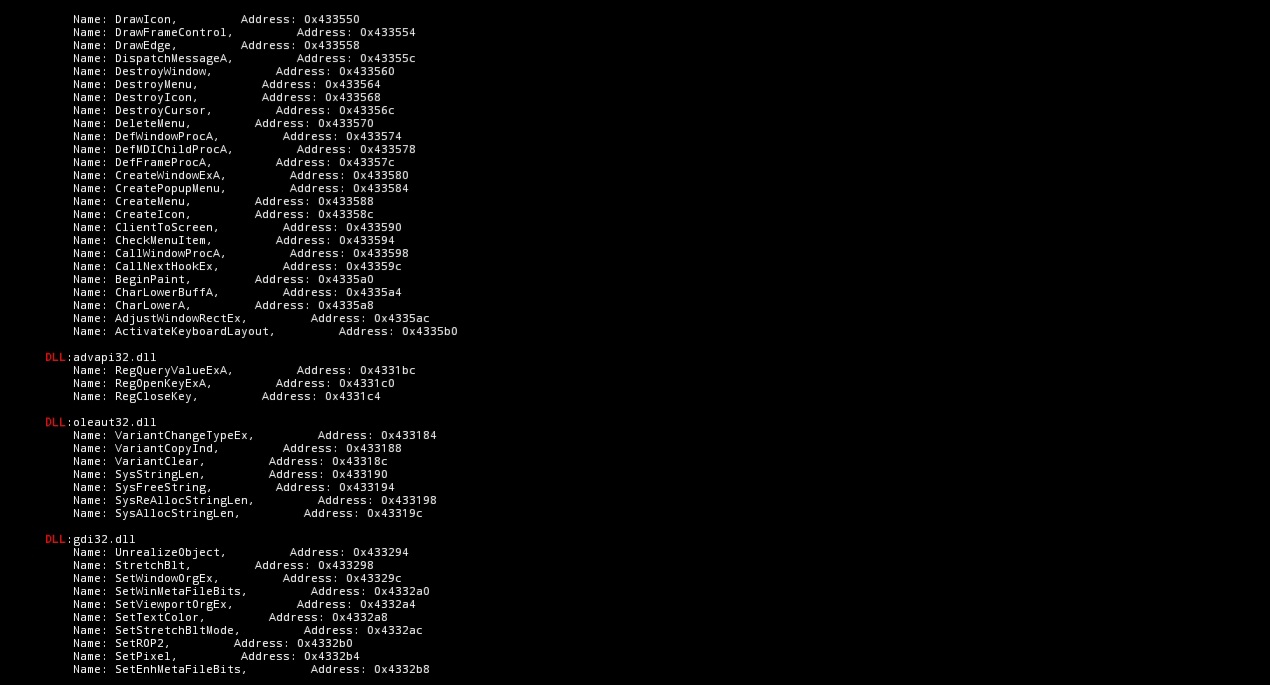 Name: DrawIcon, Address: 0x433550
Name: DrawFrameControl, Address: 0x433554
Name: DrawEdge, Address: 0x433558
Name: DispatchMessageA, Address: 0x43355c
Name: DestroyWindow, Address: 0x433560
Name: DestroyMenu, Address: 0x433564
Name: DestroyIcon, Address: 0x433568
Name: DestroyCursor, Address: 0x43356c
Name: DeleteMenu, Address: 0x433570
Name: DefWindowProcA, Address: 0x433574
Name: DefMDIChildProcA, Address: 0x433578
Name: DefFrameProcA, Address: 0x43357c
Name: CreateWindowExA, Address: 0x433580
Name: CreatePopupMenu, Address: 0x433584
Name: CreateMenu, Address: 0x433588
Name: CreateIcon, Address: 0x43358c
Name: ClientToScreen, Address: 0x433590
Name: CheckMenuItem, Address: 0x433594
Name: CallWindowProcA, Address: 0x433598
Name: CallNextHookEx, Address: 0x43359c
Name: BeginPaint, Address: 0x4335a0
Name: CharLowerBuffA, Address: 0x4335a4
Name: CharLowerA, Address: 0x4335a8
Name: AdjustWindowRectEx, Address: 0x4335ac
Name: ActivateKeyboardLayout, Address: 0x4335b0
DLL:advapi32.dll
Name: RegQueryValueExA, Address: 0x4331bc
Name: RegOpenKeyExA, Address: 0x4331c0
Name: RegCloseKey, Address: 0x4331c4
DLL:oleaut32.dll
Name: VariantChangeTypeEx, Address: 0x433184
Name: VariantCopyInd, Address: 0x433188
Name: VariantClear, Address: 0x43318c
Name: SysStringLen, Address: 0x433190
Name: SysFreeString, Address: 0x433194
Name: SysReAllocStringLen, Address: 0x433198
Name: SysAllocStringLen, Address: 0x43319c
DLL:gdi32.dll
Name: UnrealizeObject, Address: 0x433294
Name: StretchBlt, Address: 0x433298
Name: SetWindowOrgEx, Address: 0x43329c
Name: SetWinMetaFileBits, Address: 0x4332a0
Name: SetViewportOrgEx, Address: 0x4332a4
Name: SetTextColor, Address: 0x4332a8
Name: SetStretchBltMode, Address: 0x4332ac
Name: SetROP2, Address: 0x4332b0
Name: SetPixel, Address: 0x4332b4
Name: SetEnhMetaFileBits, Address: 0x4332b8